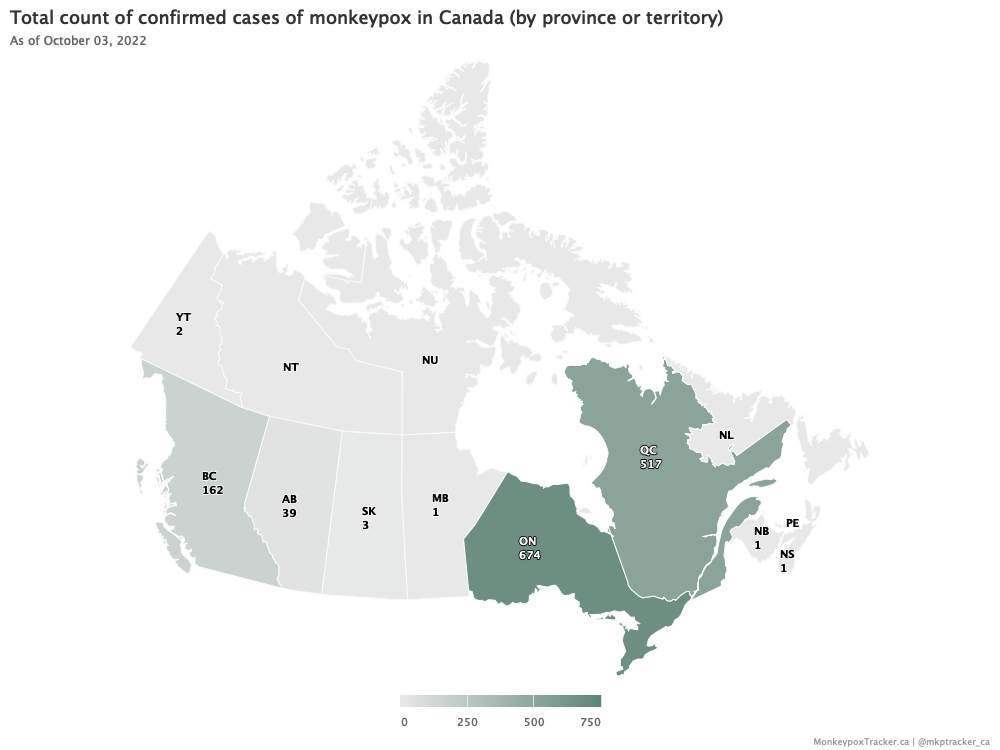 Total count of confirmed cases of monkeypox in Canada (by province or territory)
As of October 03, 2022
YT
2
NT
NU
BC
162
AB
39
SK
3
MB
1
ON
674
QC
517
NL
NB
1
PE
NS
1
0 250 500 750
MonkeypoxTracker.ca | @mkptracker_ca